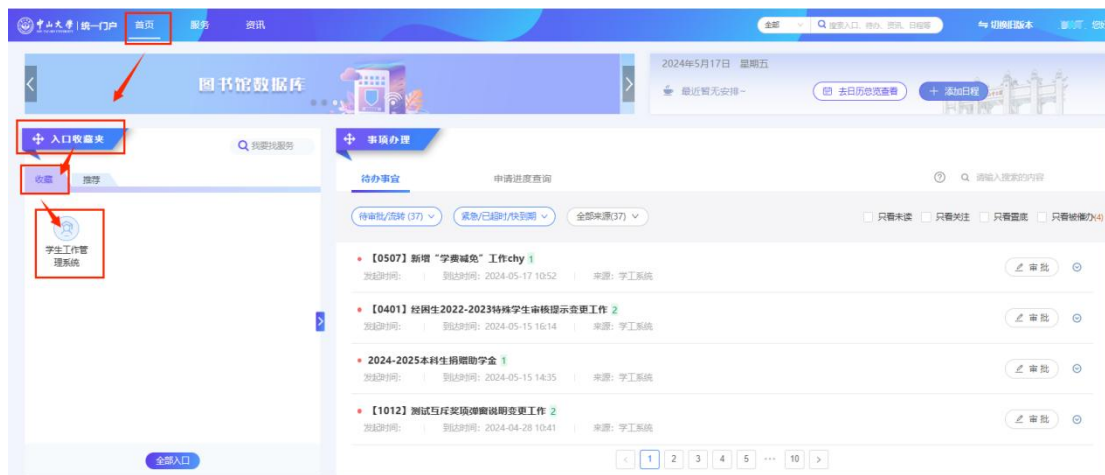 中山大学 | 统一门户 首页 服务 资讯 全部 搜索入口、待办、资讯、日程等 切换旧版本
图书馆数据库
2024年5月17日 星期五
最近暂无安排~ 去日历总览查看 + 添加日程
入口收藏夹 我要找服务
收藏 推荐
学生工作管
理系统
全部入口
事项办理
待办事宜 申请进度查询 请输入搜索的内容
待审批/流转 (37) 紧急/已超时/快到期 全部来源(37) 只看未读 只看关注 只看置底 只看被催办(4)
【0507】新增“学费减免”工作chy 1
发起时间: 到达时间: 2024-05-17 10:52 来源: 学工系统 审批
【0401】经困生2022-2023特殊学生审核提示变更工作 2
发起时间: 到达时间: 2024-05-15 16:14 来源: 学工系统 审批
2024-2025本科生捐赠助学金 1
发起时间: 到达时间: 2024-05-15 14:35 来源: 学工系统 审批
【1012】测试互斥奖项弹窗说明变更工作 2
发起时间: 到达时间: 2024-04-28 10:41 来源: 学工系统 审批
< 1 2 3 4 5 ··· 10 >